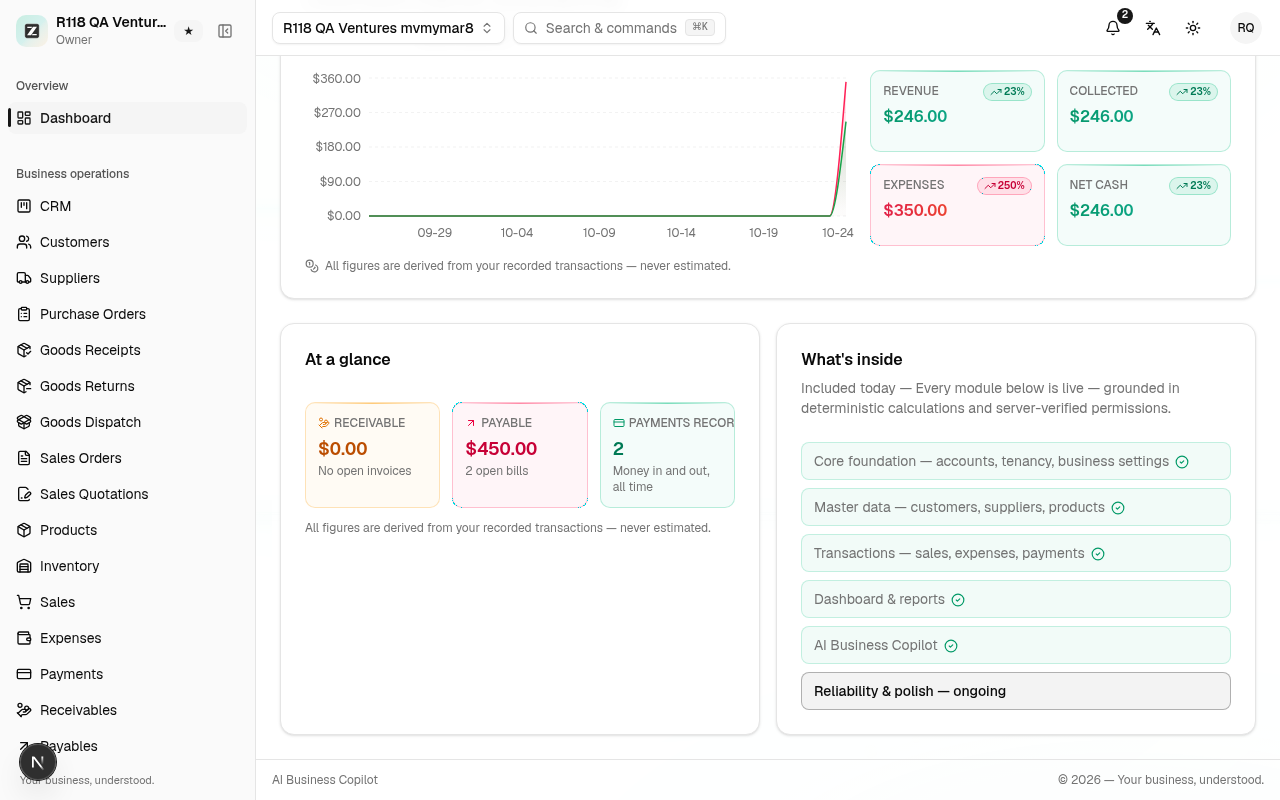 R118 QA Ventur...
Owner
Overview
Dashboard
Business operations
CRM
Customers
Suppliers
Purchase Orders
Goods Receipts
Goods Returns
Goods Dispatch
Sales Orders
Sales Quotations
Products
Inventory
Sales
Expenses
Payments
Receivables
Payables
N
Your business, understood.
R118 QA Ventures mvmymar8
Search & commands ⌘K
2
RQ
$360.00
$270.00
$180.00
$90.00
$0.00
09-29 10-04 10-09 10-14 10-19 10-24
REVENUE 23%
$246.00
COLLECTED 23%
$246.00
EXPENSES 250%
$350.00
NET CASH 23%
$246.00
All figures are derived from your recorded transactions — never estimated.
At a glance
RECEIVABLE
$0.00
No open invoices
PAYABLE
$450.00
2 open bills
PAYMENTS RECOR
2
Money in and out,
all time
All figures are derived from your recorded transactions — never estimated.
What's inside
Included today — Every module below is live — grounded in
deterministic calculations and server-verified permissions.
Core foundation — accounts, tenancy, business settings
Master data — customers, suppliers, products
Transactions — sales, expenses, payments
Dashboard & reports
AI Business Copilot
Reliability & polish — ongoing
AI Business Copilot
© 2026 — Your business, understood.